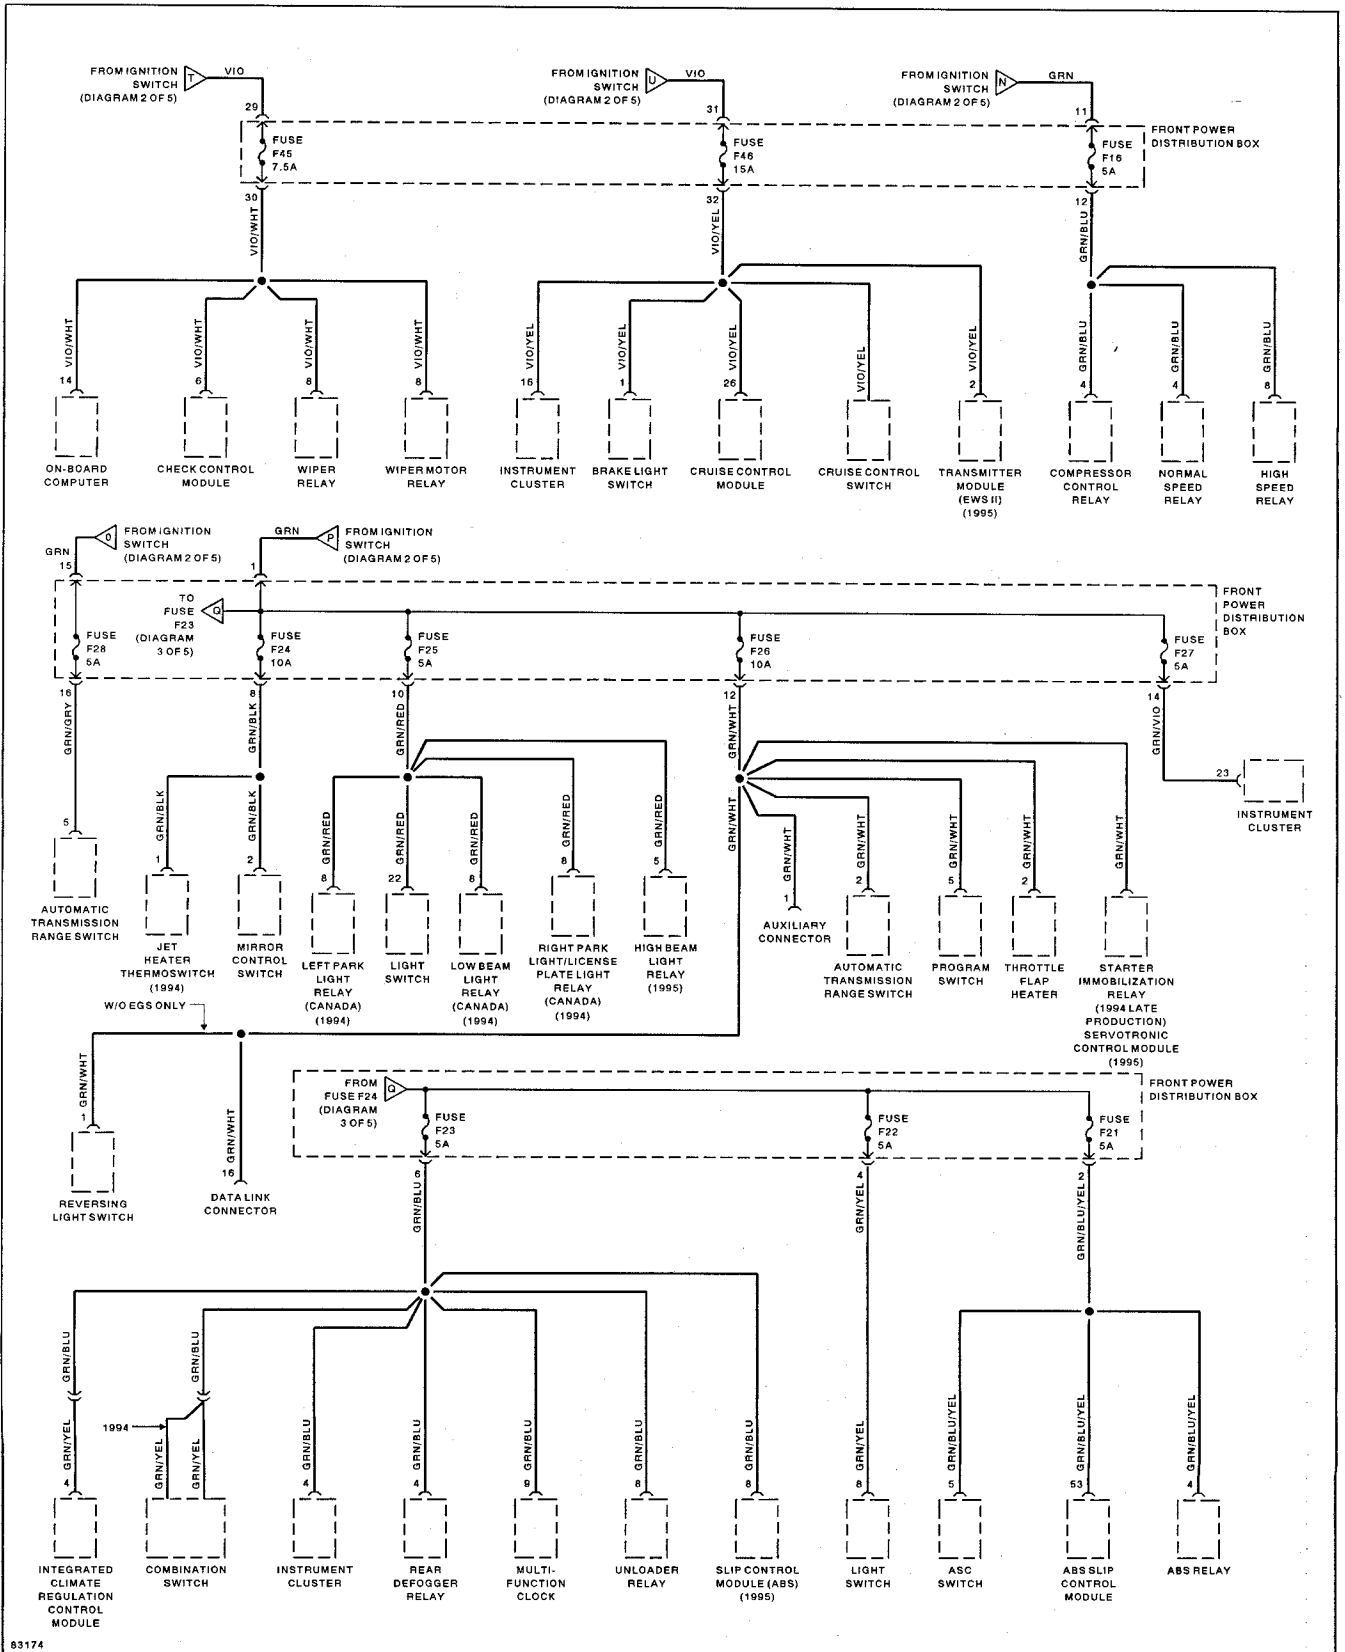 FROM IGNITION
SWITCH
(DIAGRAM 2 OF 5)
T
VIO
29
FROM IGNITION
SWITCH
(DIAGRAM 2 OF 5)
U
VIO
31
FROM IGNITION
SWITCH
(DIAGRAM 2 OF 5)
N
GRN
11
FUSE
F45
7.5A
FUSE
F46
15A
FUSE
F16
5A
FRONT POWER
DISTRIBUTION BOX
30
VIO/WHT
32
VIO/YEL
12
GRN/BLU
VIO/WHT
VIO/WHT
VIO/WHT
VIO/WHT
VIO/YEL
VIO/YEL
VIO/YEL
VIO/YEL
VIO/YEL
GRN/BLU
GRN/BLU
GRN/BLU
14
6
8
8
16
1
26
2
4
4
8
ON-BOARD
COMPUTER
CHECK CONTROL
MODULE
WIPER
RELAY
WIPER MOTOR
RELAY
INSTRUMENT
CLUSTER
BRAKE LIGHT
SWITCH
CRUISE CONTROL
MODULE
CRUISE CONTROL
SWITCH
TRANSMITTER
MODULE
(EWS II)
(1995)
COMPRESSOR
CONTROL
RELAY
NORMAL
SPEED
RELAY
HIGH
SPEED
RELAY
GRN
15
O
FROM IGNITION
SWITCH
(DIAGRAM 2 OF 5)
GRN
1
P
FROM IGNITION
SWITCH
(DIAGRAM 2 OF 5)
TO
FUSE
F23
(DIAGRAM
3 OF 5)
Q
FUSE
F28
5A
FUSE
F24
10A
FUSE
F25
5A
FUSE
F26
10A
FUSE
F27
5A
FRONT
POWER
DISTRIBUTION
BOX
16
GRN/GRY
8
GRN/BLK
10
GRN/RED
12
GRN/WHT
14
GRN/VIO
23
INSTRUMENT
CLUSTER
5
AUTOMATIC
TRANSMISSION
RANGE SWITCH
GRN/BLK
1
JET
HEATER
THERMOSWITCH
(1994)
GRN/BLK
2
MIRROR
CONTROL
SWITCH
GRN/RED
8
LEFT PARK
LIGHT
RELAY
(CANADA)
(1994)
GRN/RED
22
LIGHT
SWITCH
GRN/RED
8
LOW BEAM
LIGHT
RELAY
(CANADA)
(1994)
GRN/RED
8
RIGHT PARK
LIGHT/LICENSE
PLATE LIGHT
RELAY
(CANADA)
(1994)
GRN/RED
5
HIGH BEAM
LIGHT
RELAY
(1995)
GRN/WHT
GRN/WHT
1
AUXILIARY
CONNECTOR
GRN/WHT
2
AUTOMATIC
TRANSMISSION
RANGE SWITCH
GRN/WHT
5
PROGRAM
SWITCH
GRN/WHT
2
THROTTLE
FLAP
HEATER
GRN/WHT
STARTER
IMMOBILIZATION
RELAY
(1994 LATE
PRODUCTION)
SERVOTRONIC
CONTROL MODULE
(1995)
W/O EGS ONLY
GRN/WHT
1
REVERSING
LIGHT SWITCH
GRN/WHT
16
DATA LINK
CONNECTOR
FROM
FUSE F24
(DIAGRAM
3 OF 5)
Q
FUSE
F23
5A
FUSE
F22
5A
FUSE
F21
5A
FRONT POWER
DISTRIBUTION BOX
6
GRN/BLU
4
GRN/YEL
2
GRN/BLU/YEL
GRN/BLU
GRN/BLU
1994
GRN/YEL
GRN/YEL
GRN/YEL
GRN/BLU
GRN/BLU
GRN/BLU
GRN/BLU
GRN/BLU
GRN/YEL
GRN/BLU/YEL
GRN/BLU/YEL
GRN/BLU/YEL
4
4
4
9
8
8
8
5
53
4
INTEGRATED
CLIMATE
REGULATION
CONTROL
MODULE
COMBINATION
SWITCH
INSTRUMENT
CLUSTER
REAR
DEFOGGER
RELAY
MULTI-
FUNCTION
CLOCK
UNLOADER
RELAY
SLIP CONTROL
MODULE (ABS)
(1995)
LIGHT
SWITCH
ASC
SWITCH
ABS SLIP
CONTROL
MODULE
ABS RELAY
83174